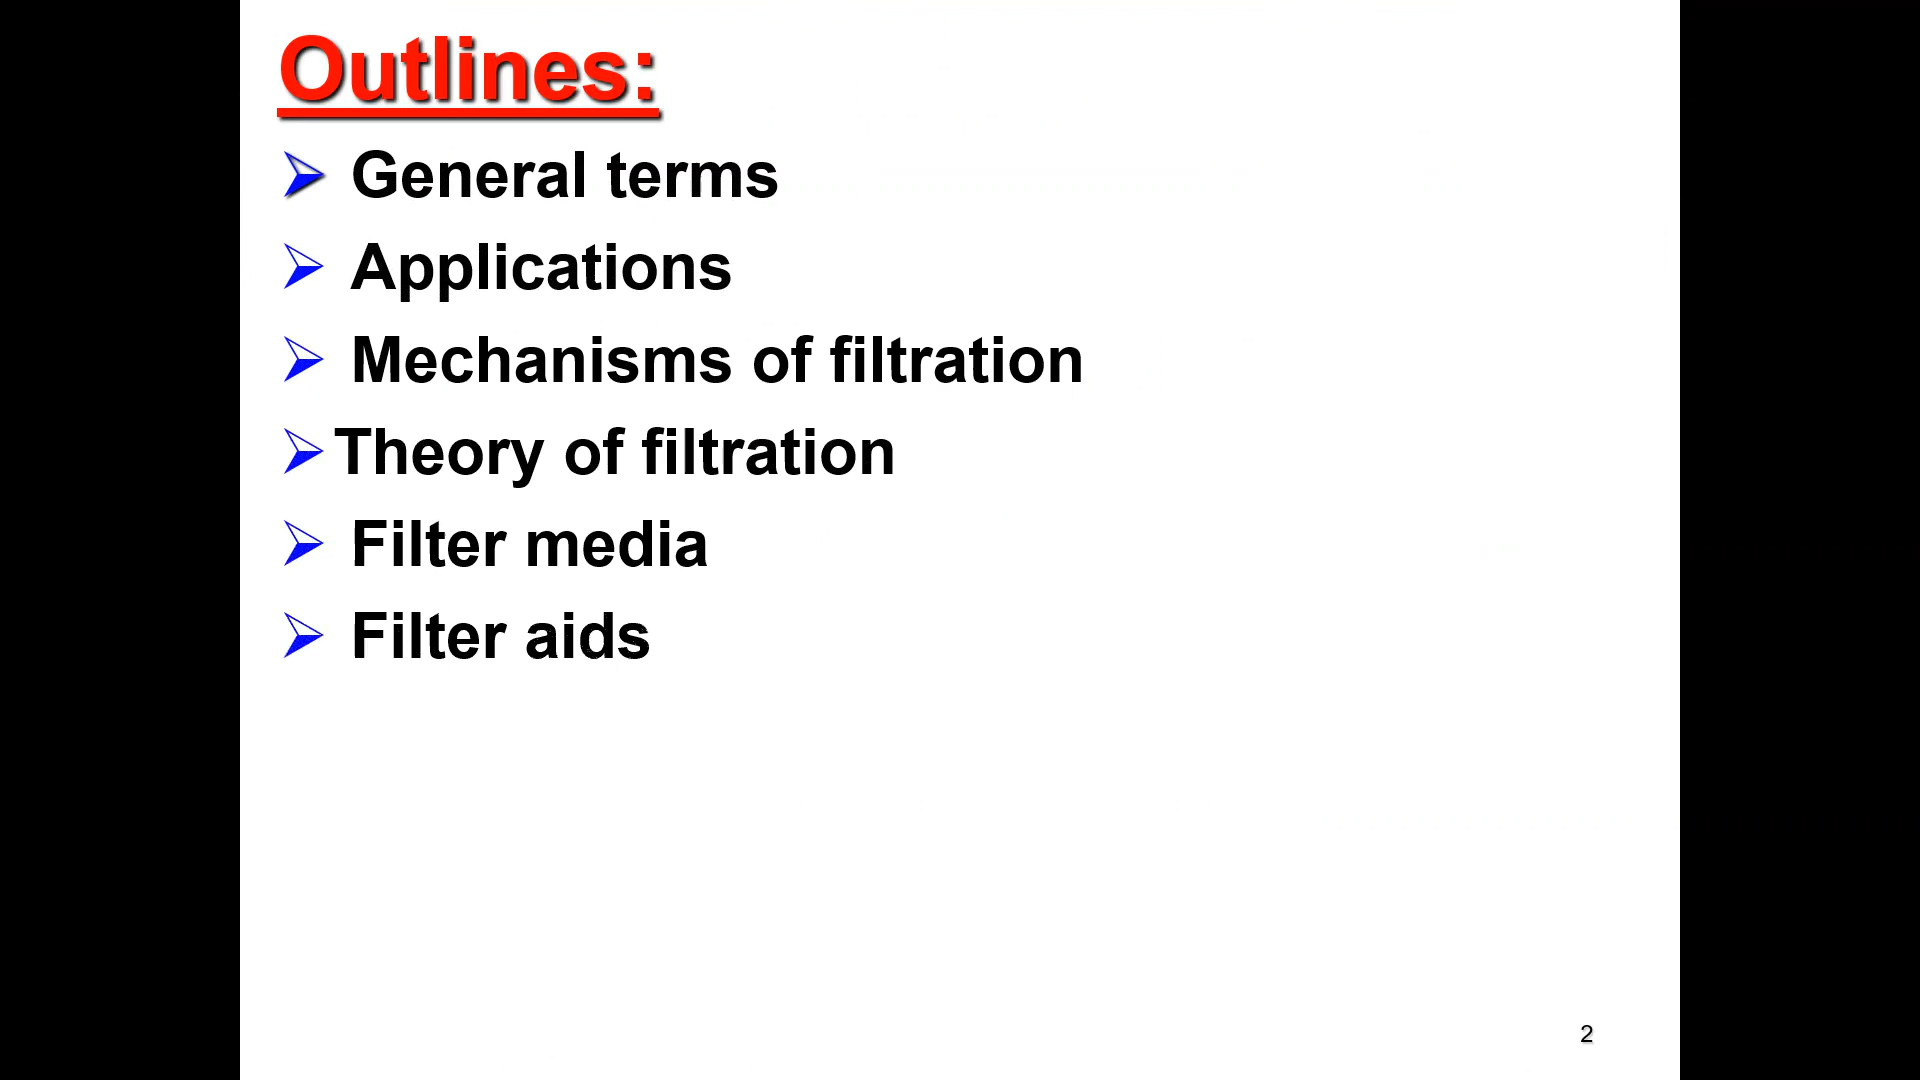 Outlines:
General terms
Applications
Mechanisms of filtration
Theory of filtration
Filter media
Filter aids
2